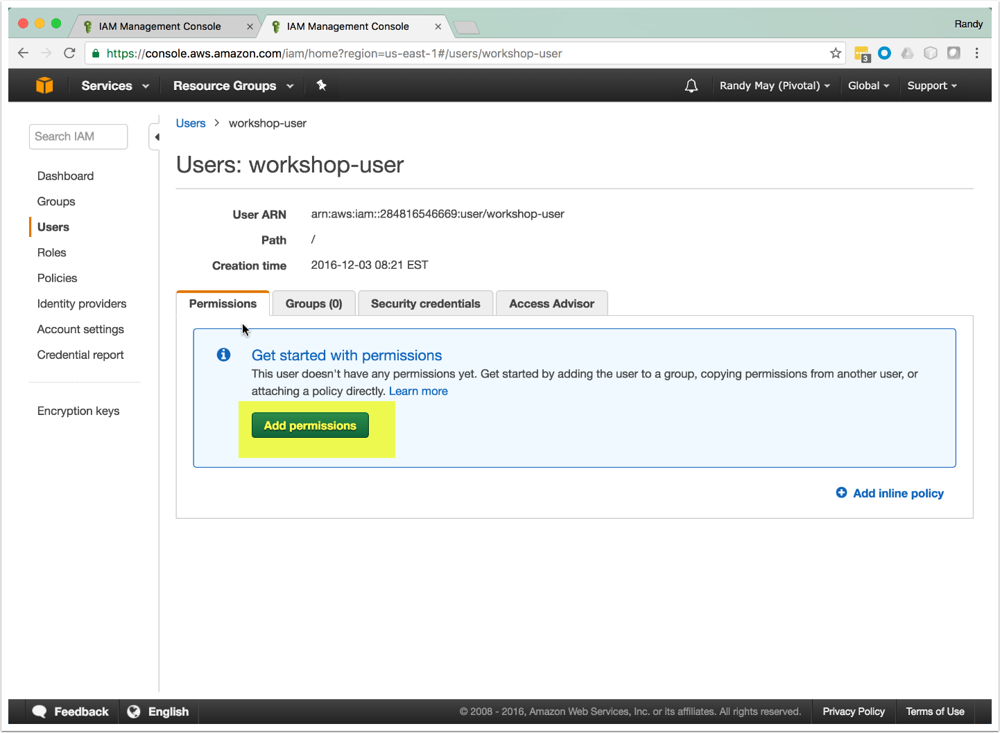 IAM Management Console
IAM Management Console
Randy
https://console.aws.amazon.com/iam/home?region=us-east-1#/users/workshop-user
3
Services
Resource Groups
Randy May (Pivotal)
Global
Support
Search IAM
Dashboard
Groups
Users
Roles
Policies
Identity providers
Account settings
Credential report
Encryption keys
Users > workshop-user
Users: workshop-user
User ARN arn:aws:iam::284816546669:user/workshop-user
Path /
Creation time 2016-12-03 08:21 EST
Permissions
Groups (0)
Security credentials
Access Advisor
Get started with permissions
This user doesn't have any permissions yet. Get started by adding the user to a group, copying permissions from another user, or
attaching a policy directly. Learn more
Add permissions
Add inline policy
Feedback
English
© 2008 - 2016, Amazon Web Services, Inc. or its affiliates. All rights reserved.
Privacy Policy
Terms of Use